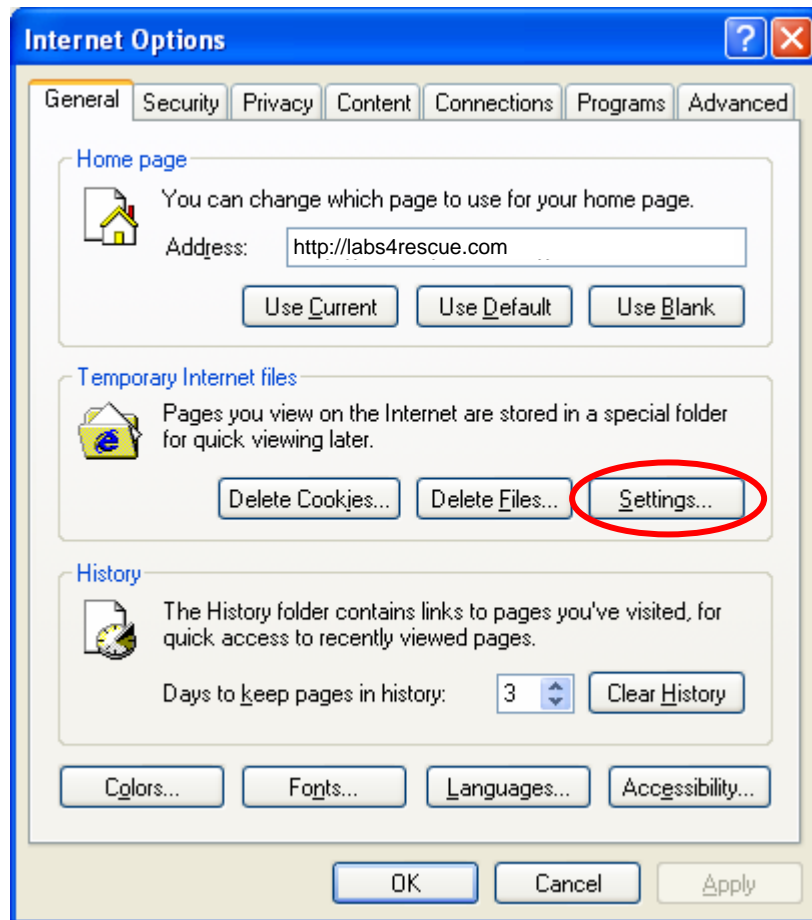 Internet Options
General Security Privacy Content Connections Programs Advanced
Home page
You can change which page to use for your home page.
Address: http://labs4rescue.com
Use Current Use Default Use Blank
Temporary Internet files
Pages you view on the Internet are stored in a special folder
for quick viewing later.
Delete Cookies... Delete Files... Settings...
History
The History folder contains links to pages you've visited, for
quick access to recently viewed pages.
Days to keep pages in history: 3 Clear History
Colors... Fonts... Languages... Accessibility...
OK Cancel Apply